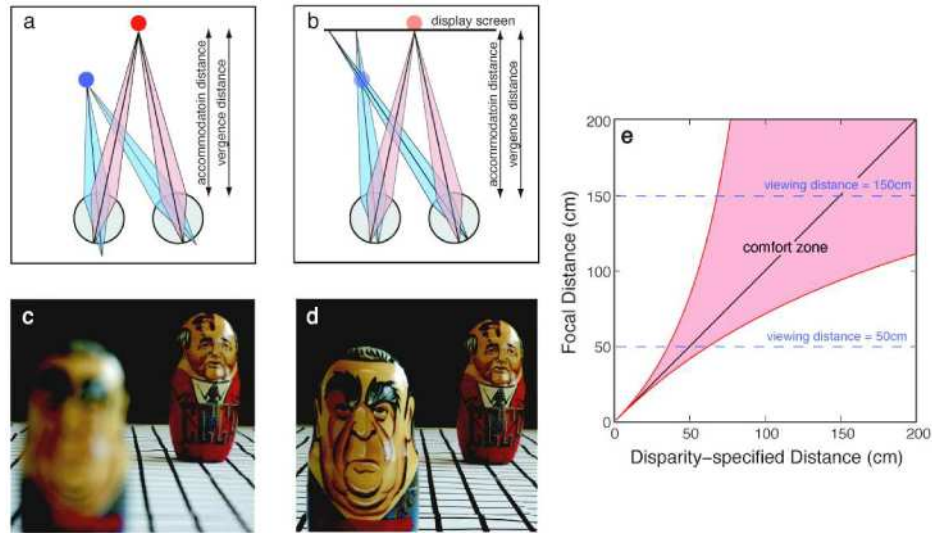 a
accommodatoin distance
vergence distance
b
display screen
accommodatoin distance
vergence distance
c
d
e
200
150
100
50
0
viewing distance = 150cm
comfort zone
viewing distance = 50cm
0
50
100
150
200
Focal Distance (cm)
Disparity-specified Distance (cm)